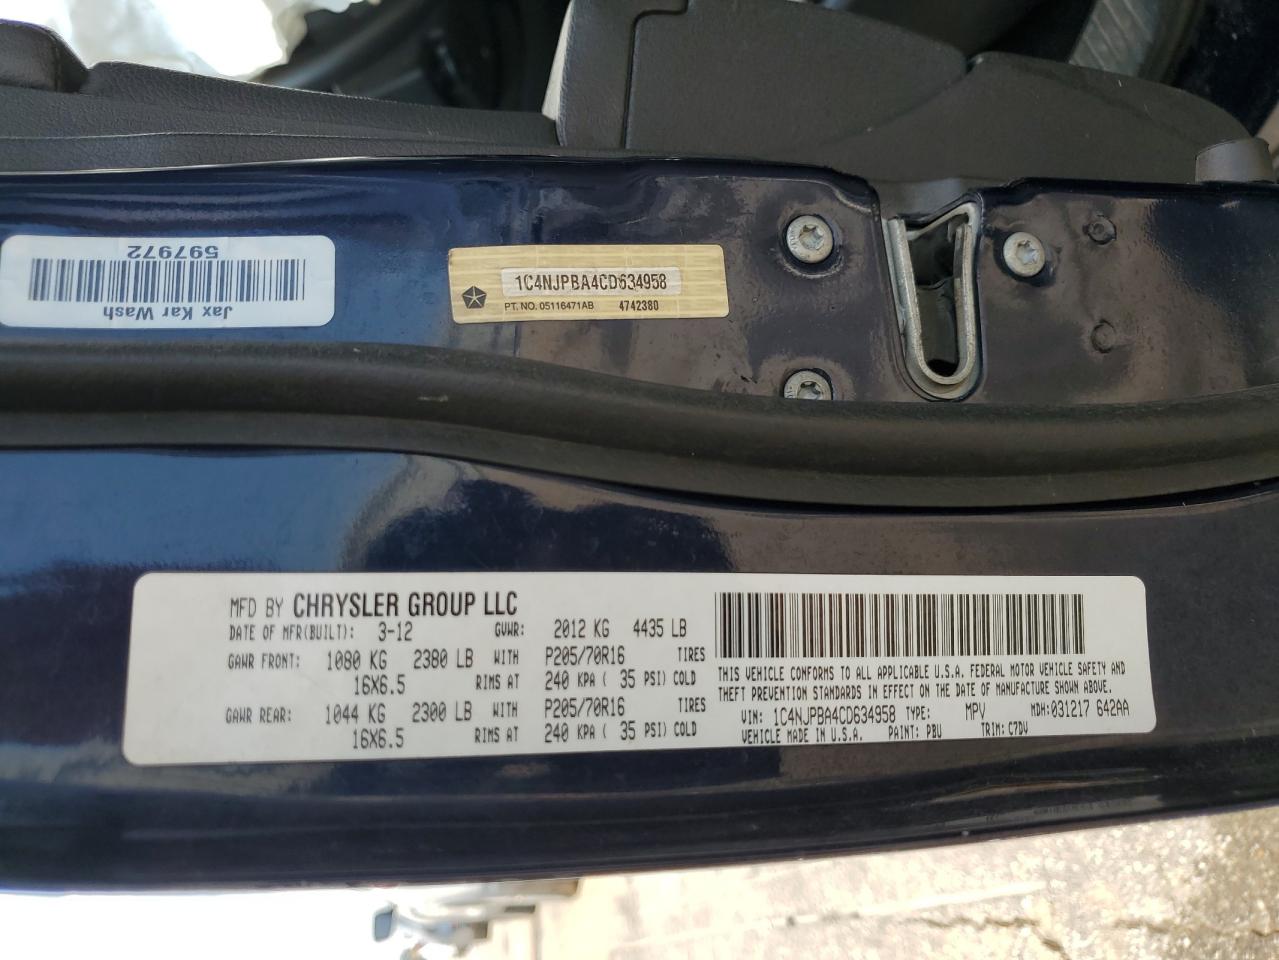 597972
Jax Kar Wash
1C4NJPBA4CD634958
PT. NO. 05116471AB 4742380
MFD BY CHRYSLER GROUP LLC
DATE OF MFR(BUILT): 3-12 GVWR: 2012 KG 4435 LB
GAWR FRONT: 1080 KG 2380 LB WITH P205/70R16 TIRES
16X6.5 RIMS AT 240 KPA ( 35 PSI) COLD
GAWR REAR: 1044 KG 2300 LB WITH P205/70R16 TIRES
16X6.5 RIMS AT 240 KPA ( 35 PSI) COLD
THIS VEHICLE CONFORMS TO ALL APPLICABLE U.S.A. FEDERAL MOTOR VEHICLE SAFETY AND
THEFT PREVENTION STANDARDS IN EFFECT ON THE DATE OF MANUFACTURE SHOWN ABOVE.
VIN: 1C4NJPBA4CD634958 TYPE: MPV MDH: 031217 642AA
VEHICLE MADE IN U.S.A. PAINT: PBU TRIM: C7DV